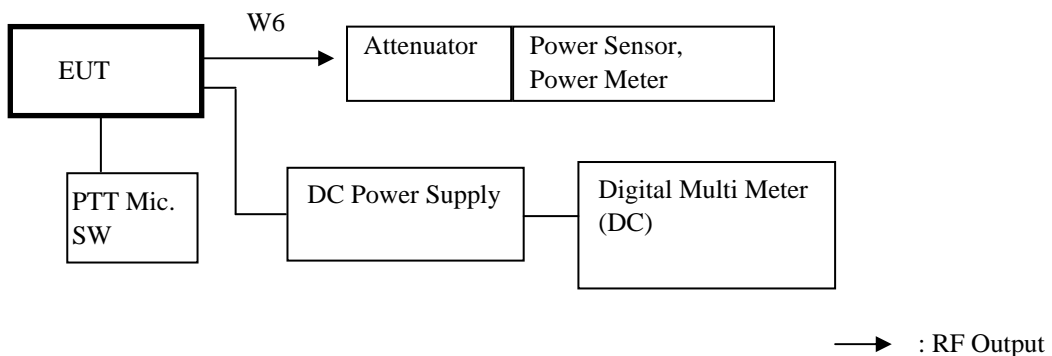 W6
EUT
Attenuator
Power Sensor,
Power Meter
PTT Mic.
SW
DC Power Supply
Digital Multi Meter
(DC)
: RF Output